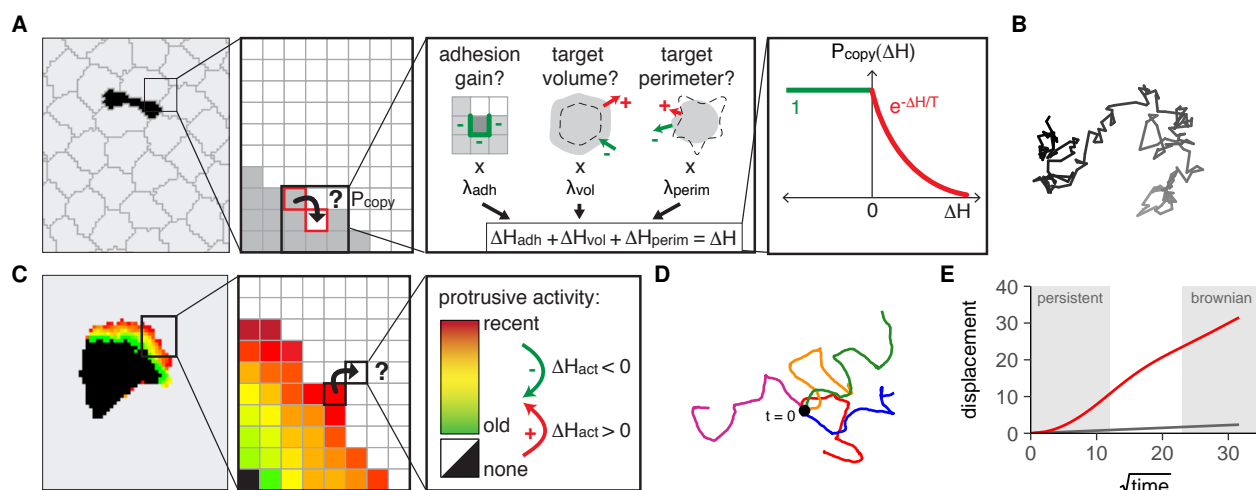 A
adhesion gain?
target volume?
target perimeter?
-
-
-
+
-
+
-
x
x
x
λadh
λvol
λperim
ΔHadh + ΔHvol + ΔHperim = ΔH
?
Pcopy
Pcopy(ΔH)
1
e-ΔH/T
0
ΔH
B
C
?
protrusive activity:
recent
old
none
-
ΔHact < 0
+
ΔHact > 0
D
t = 0
E
displacement
40
30
20
10
0
persistent
brownian
0
10
20
30
√time